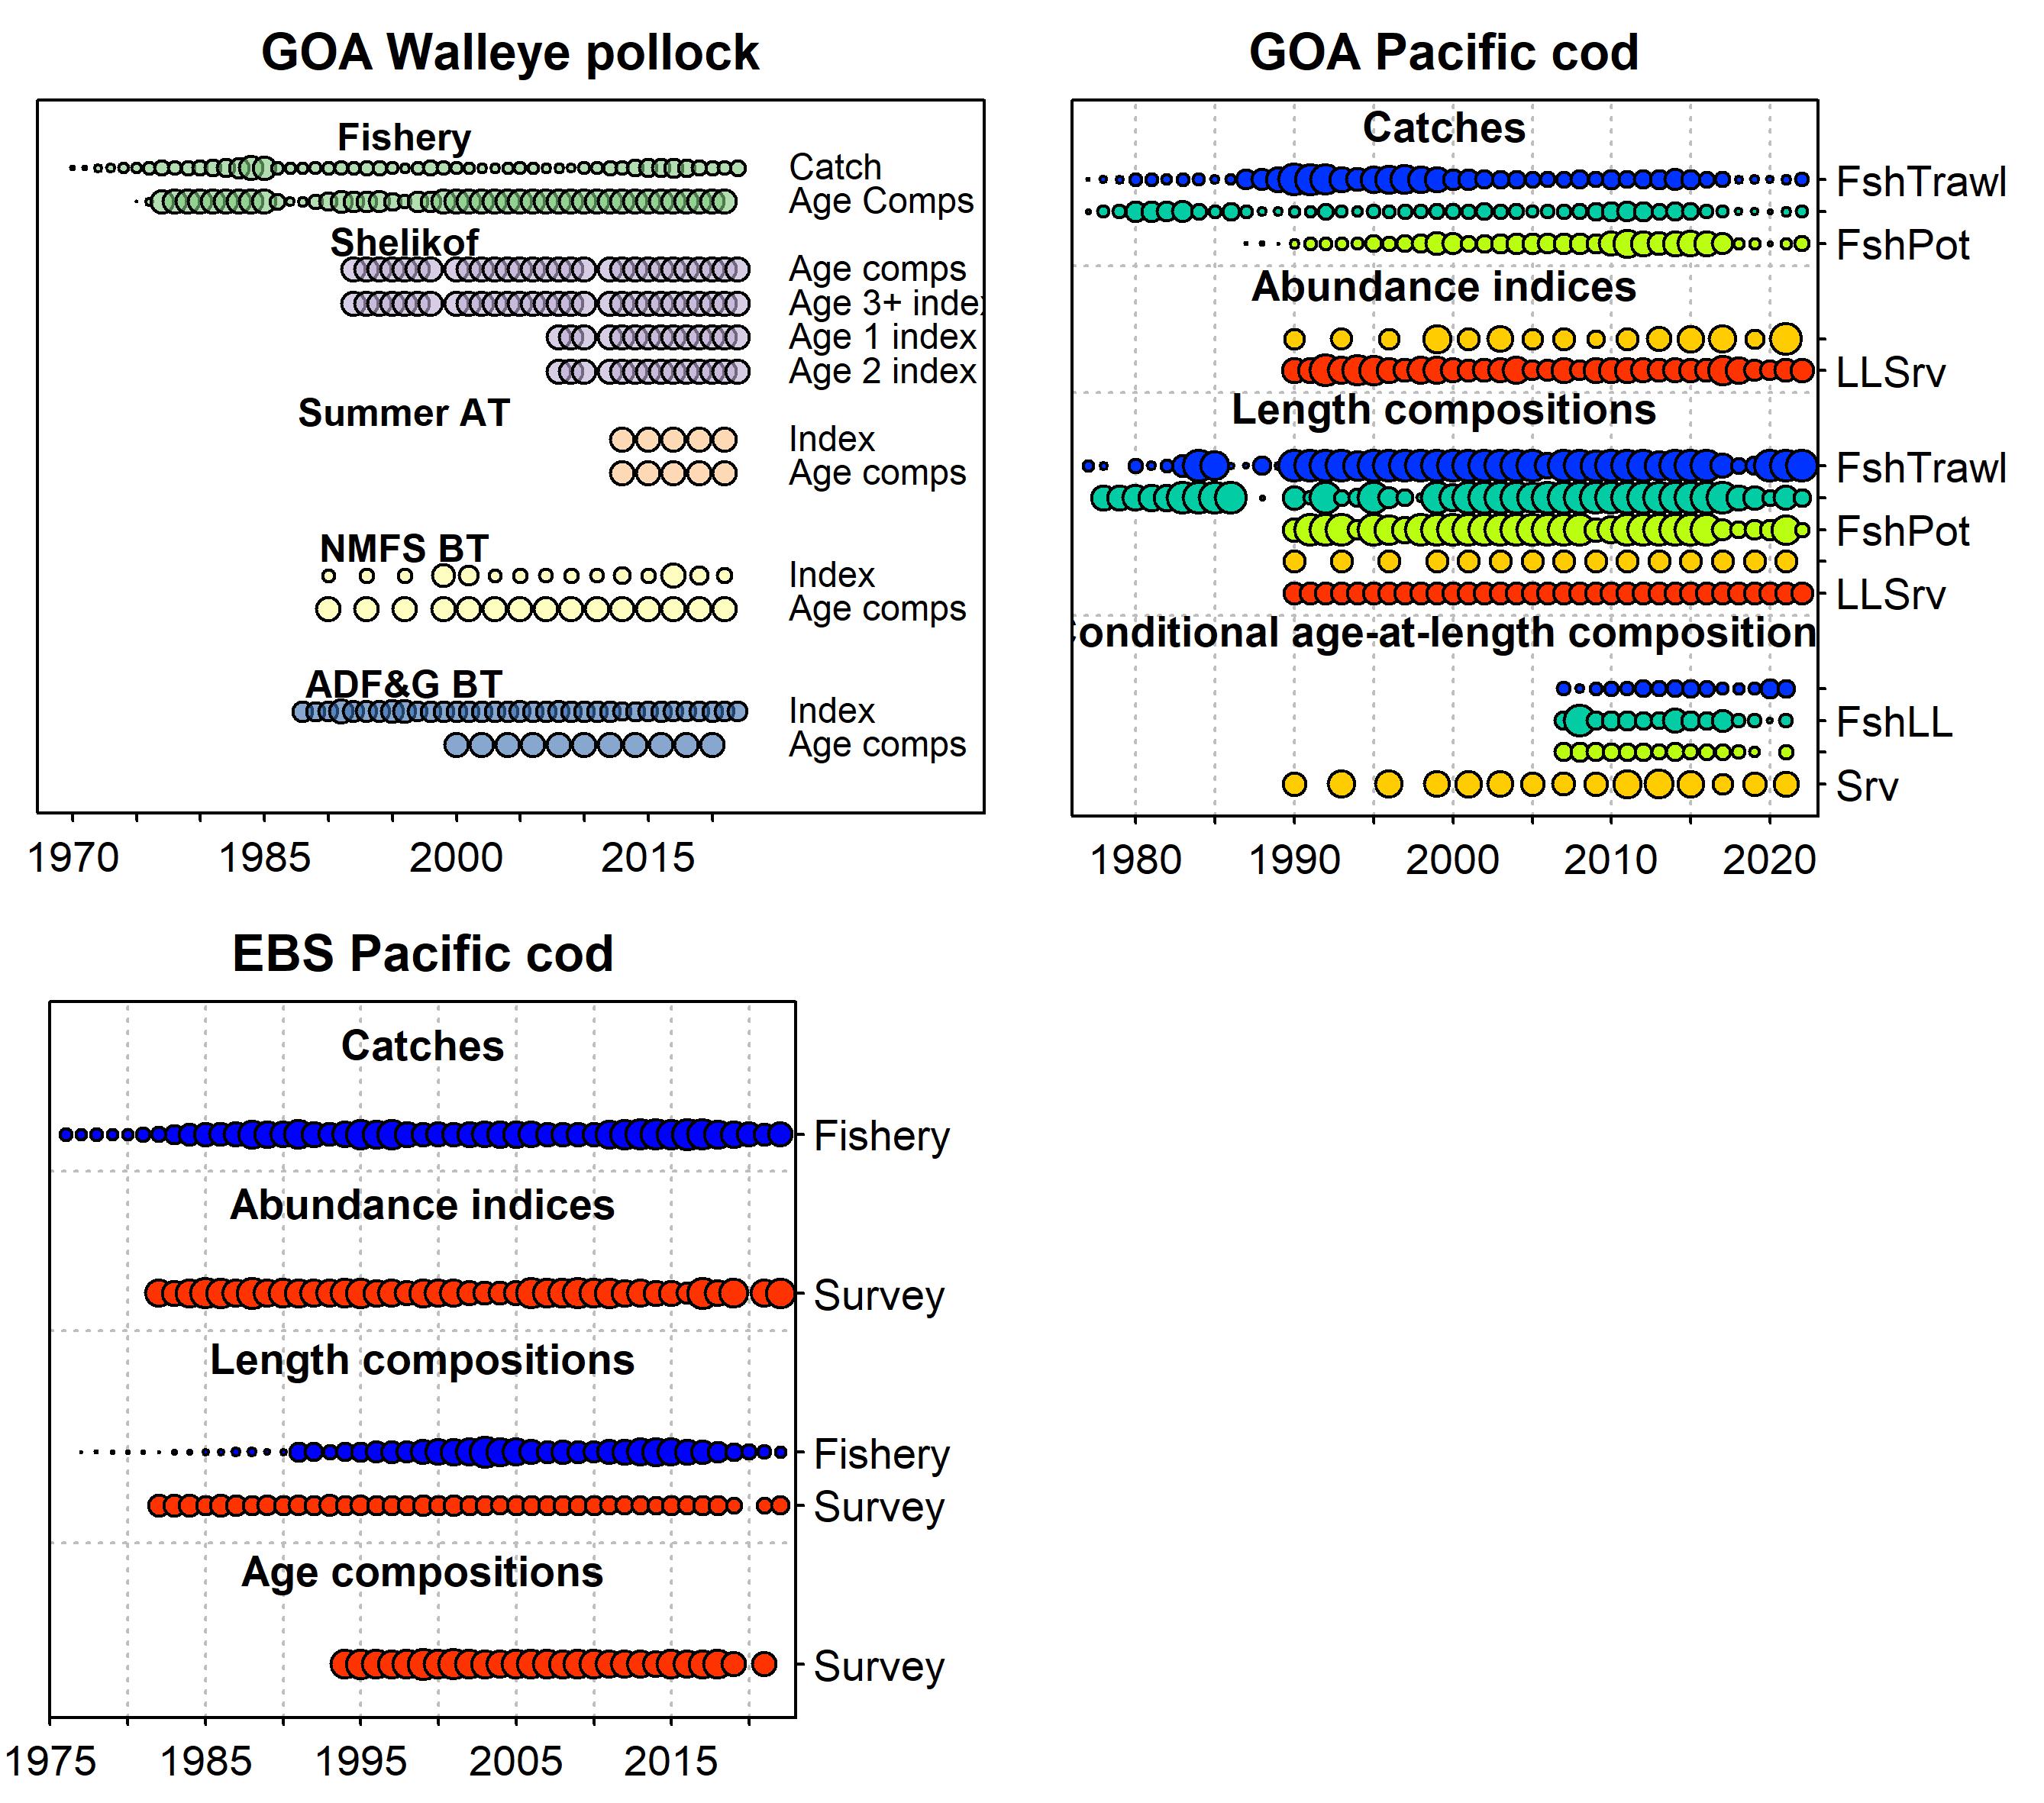 GOA Walleye pollock
Fishery
Catch
Age Comps
Shelikof
Age comps
Age 3+ index
Age 1 index
Age 2 index
Summer AT
Index
Age comps
NMFS BT
Index
Age comps
ADF&G BT
Index
Age comps
1970 1985 2000 2015
GOA Pacific cod
Catches
FshTrawl
FshPot
Abundance indices
LLSrv
Length compositions
FshTrawl
FshPot
LLSrv
onditional age-at-length composition
FshLL
Srv
1980 1990 2000 2010 2020
EBS Pacific cod
Catches
Fishery
Abundance indices
Survey
Length compositions
Fishery
Survey
Age compositions
Survey
1975 1985 1995 2005 2015